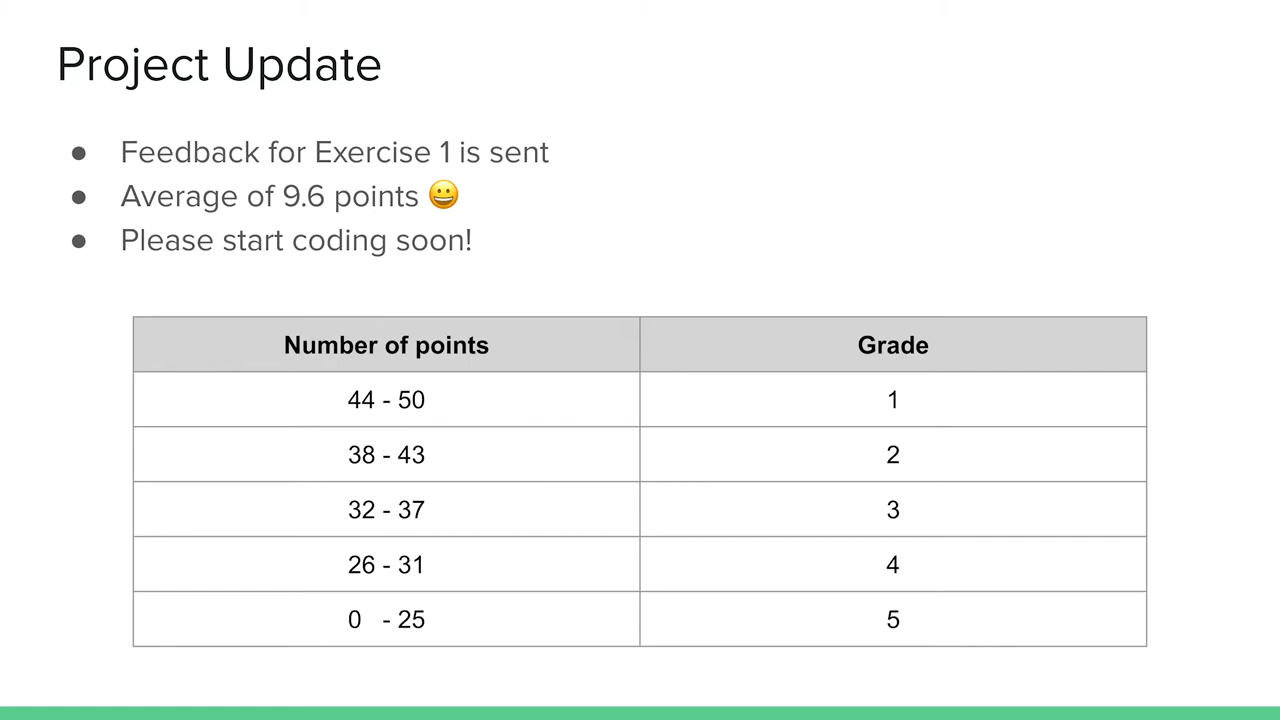 Project Update
● Feedback for Exercise 1 is sent
● Average of 9.6 points 😀
● Please start coding soon!
Number of points Grade
44 - 50 1
38 - 43 2
32 - 37 3
26 - 31 4
0 - 25 5